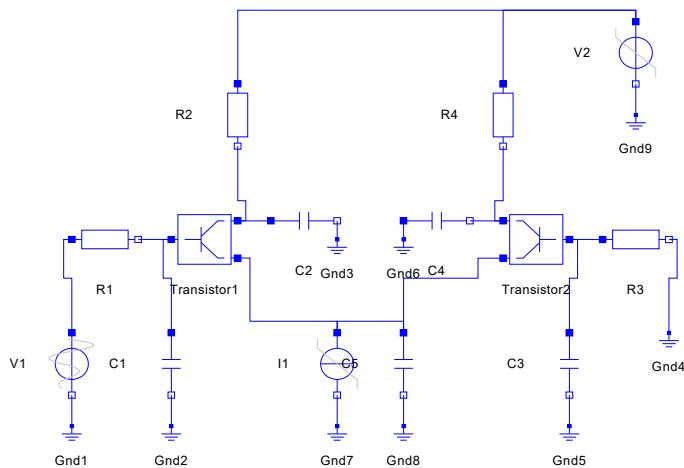 V2
R2
R4
Gnd9
C2
Gnd3
Gnd6
C4
R1
Transistor1
Transistor2
R3
V1
C1
I1
C5
C3
Gnd4
Gnd1
Gnd2
Gnd7
Gnd8
Gnd5